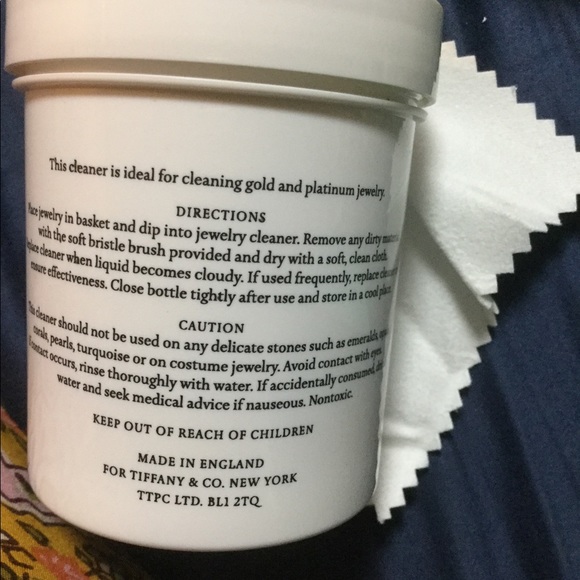 This cleaner is ideal for cleaning gold and platinum jewelry.
DIRECTIONS
jewelry in basket and dip into jewelry cleaner. Remove any dirty
with the soft bristle brush provided and dry with a soft, clean cloth.
cleaner when liquid becomes cloudy. If used frequently, replace
ensure effectiveness. Close bottle tightly after use and store in a cool place.
CAUTION
This cleaner should not be used on any delicate stones such as emeralds,
corals, pearls, turquoise or on costume jewelry. Avoid contact with eyes.
contact occurs, rinse thoroughly with water. If accidentally consumed,
water and seek medical advice if nauseous. Nontoxic.
KEEP OUT OF REACH OF CHILDREN
MADE IN ENGLAND
FOR TIFFANY & CO. NEW YORK
TTPC LTD. BL1 2TQ